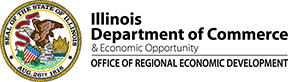 SEAL OF THE STATE OF ILLINOIS
AUG. 26TH 1818
Illinois
Department of Commerce
& Economic Opportunity
OFFICE OF REGIONAL ECONOMIC DEVELOPMENT